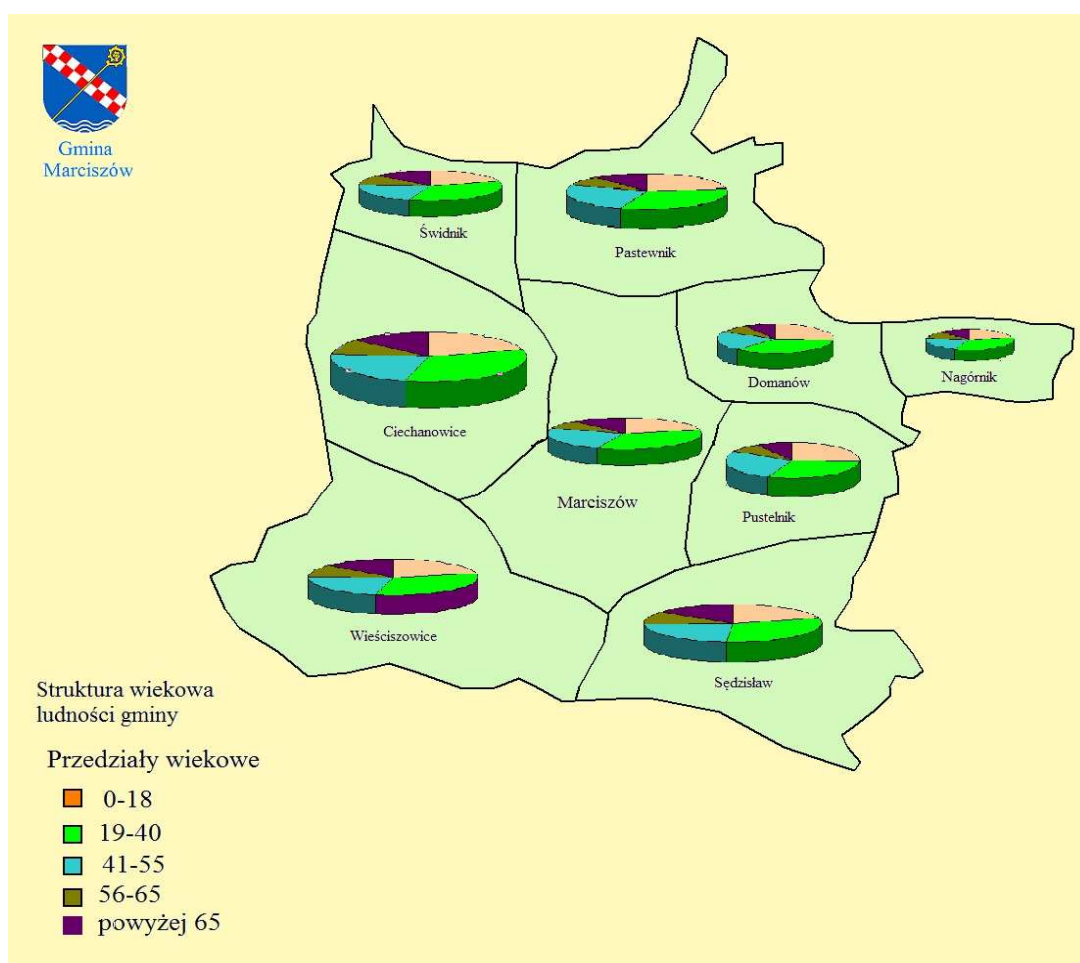 Gmina
Marciszów
Świdnik
Pastewnik
Domanów
Nagórnik
Ciechanowice
Marciszów
Pustelnik
Wieściszowice
Sędzisław
Struktura wiekowa
ludności gminy
Przedziały wiekowe
0-18
19-40
41-55
56-65
powyżej 65